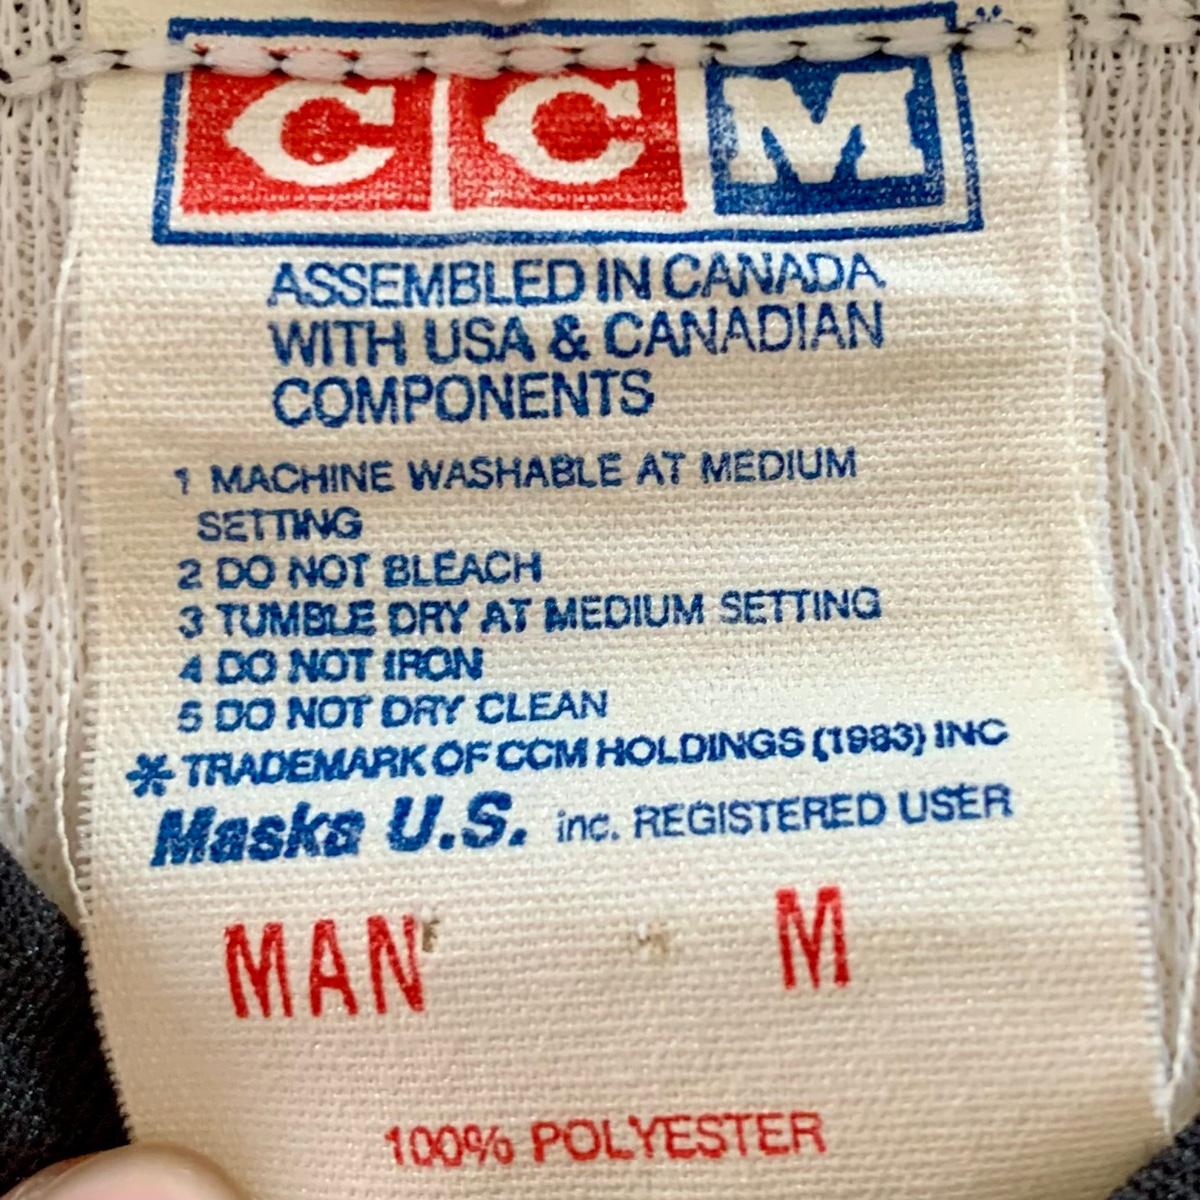 CCM
ASSEMBLED IN CANADA
WITH USA & CANADIAN
COMPONENTS
1 MACHINE WASHABLE AT MEDIUM
SETTING
2 DO NOT BLEACH
3 TUMBLE DRY AT MEDIUM SETTING
4 DO NOT IRON
5 DO NOT DRY CLEAN
* TRADEMARK OF CCM HOLDINGS (1983) INC
Maska U.S. inc. REGISTERED USER
MAN M
100% POLYESTER